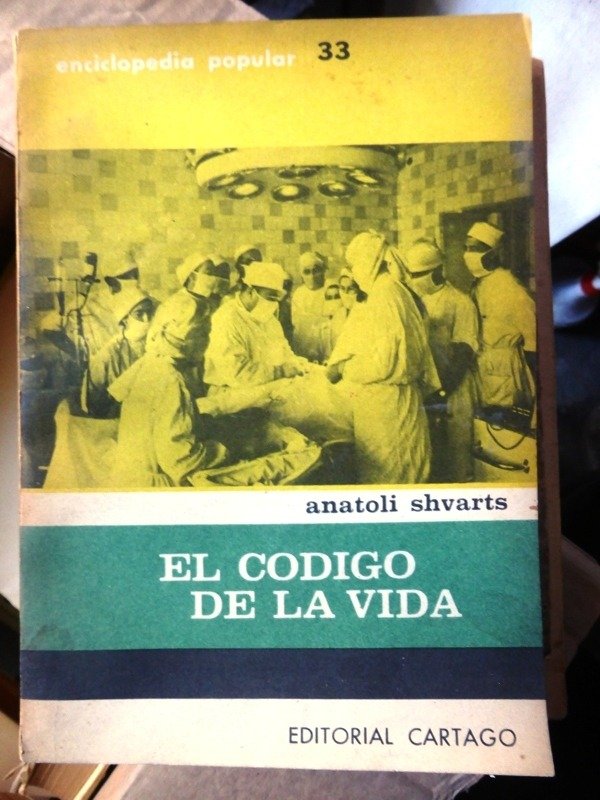 enciclopedia popular 33
anatoli shvarts
EL CODIGO
DE LA VIDA
EDITORIAL CARTAGO